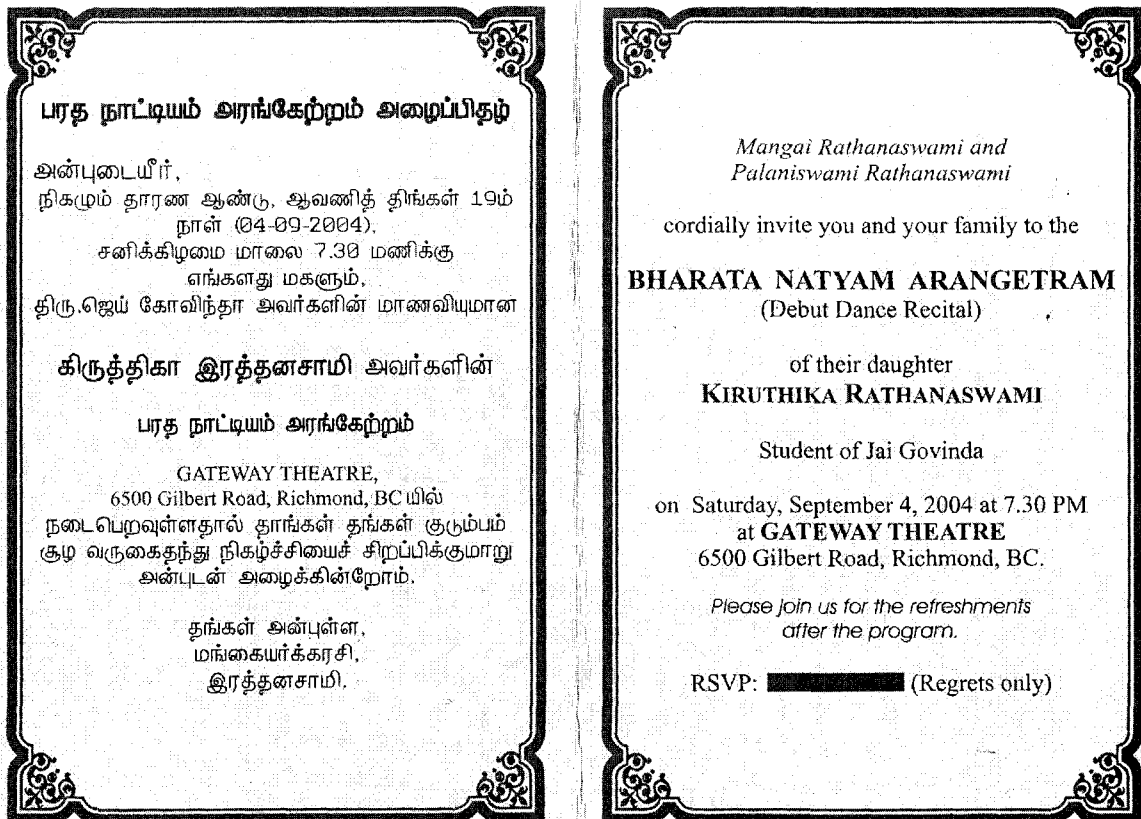 பரத நாட்டியம் அரங்கேற்றம் அழைப்பிதழ்
அன்புடையீர்,
நிகழும் தாரண ஆண்டு, ஆவணித் திங்கள் 19ம்
நாள் (04-09-2004),
சனிக்கிழமை மாலை 7.30 மணிக்கு
எங்களது மகளும்,
திரு.ஜெய் கோவிந்தா அவர்களின் மாணவியுமான
கிருத்திகா இரத்தனசாமி அவர்களின்
பரத நாட்டியம் அரங்கேற்றம்
GATEWAY THEATRE,
6500 Gilbert Road, Richmond, BC யில்
நடைபெறவுள்ளதால் தாங்கள் தங்கள் குடும்பம்
சூழ வருகைதந்து நிகழ்ச்சியைச் சிறப்பிக்குமாறு
அன்புடன் அழைக்கின்றோம்.
தங்கள் அன்புள்ள,
மங்கையர்க்கரசி,
இரத்தனசாமி.
Mangai Rathanaswami and
Palaniswami Rathanaswami
cordially invite you and your family to the
BHARATA NATYAM ARANGETRAM
(Debut Dance Recital)
of their daughter
KIRUTHIKA RATHANASWAMI
Student of Jai Govinda
on Saturday, September 4, 2004 at 7.30 PM
at GATEWAY THEATRE
6500 Gilbert Road, Richmond, BC.
Please join us for the refreshments
after the program.
RSVP: (Regrets only)